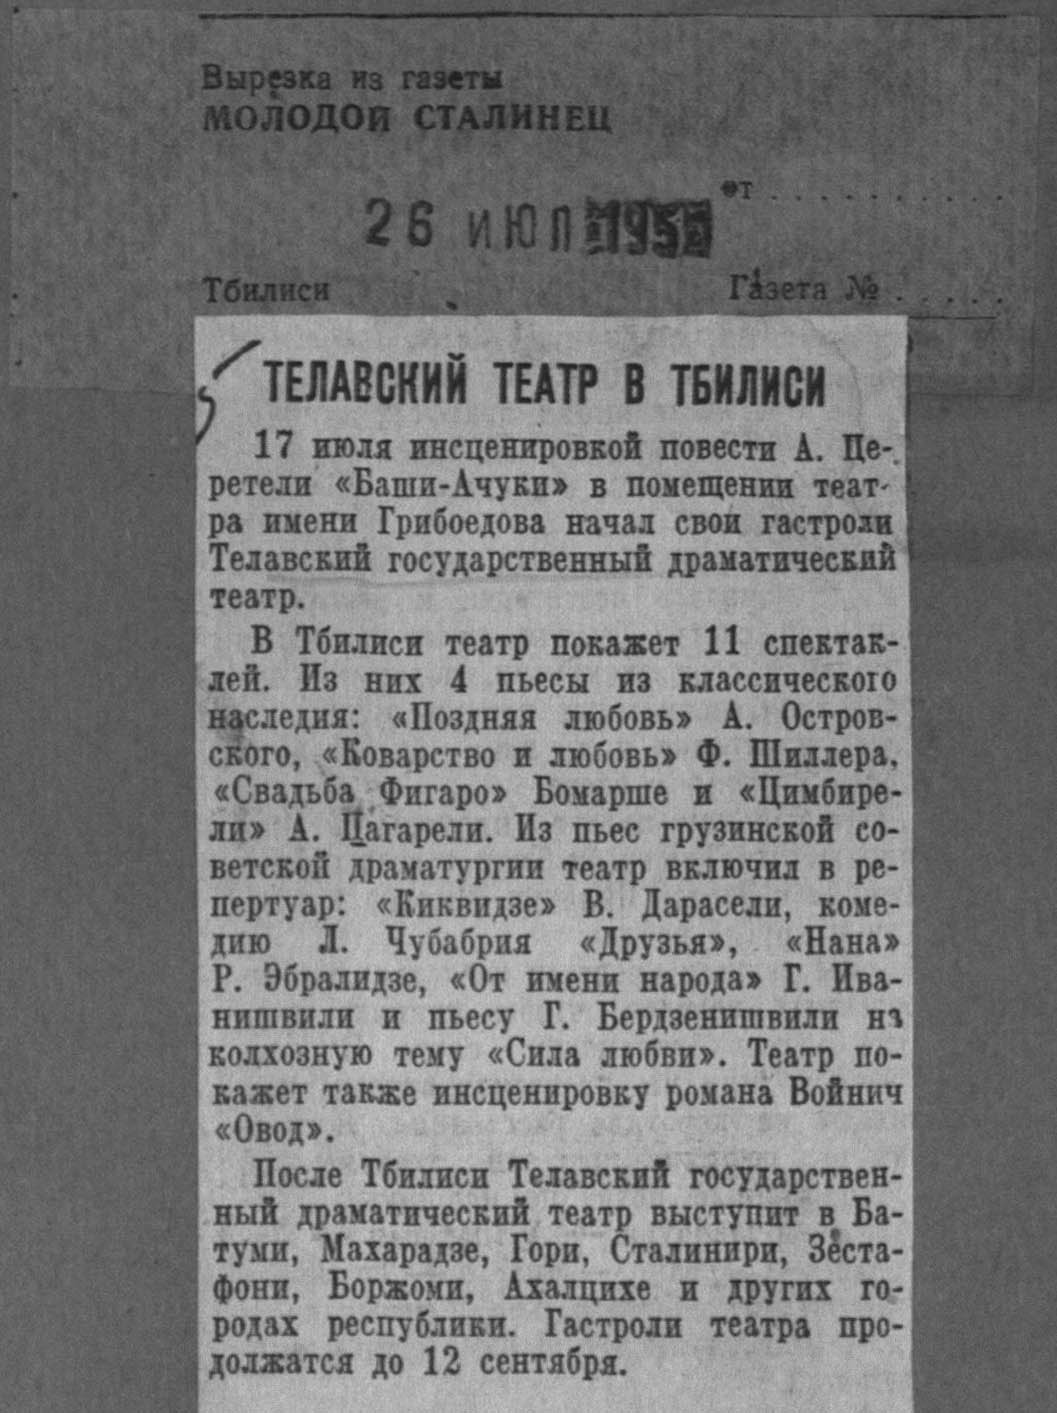 Вырезка из газеты
МОЛОДОЙ СТАЛИНЕЦ
от . . . . . . . . . . .
26 ИЮЛ
Тбилиси Газета № . . . . .
ТЕЛАВСКИЙ ТЕАТР В ТБИЛИСИ
17 июля инсценировкой повести А. Це-
ретели «Баши-Ачуки» в помещении теат-
ра имени Грибоедова начал свои гастроли
Телавский государственный драматический
театр.
В Тбилиси театр покажет 11 спектак-
лей. Из них 4 пьесы из классического
наследия: «Поздняя любовь» А. Остров-
ского, «Коварство и любовь» Ф. Шиллера,
«Свадьба Фигаро» Бомарше и «Цимбире-
ли» А. Цагарели. Из пьес грузинской со-
ветской драматургии театр включил в ре-
пертуар: «Киквидзе» В. Дарасели, коме-
дию Л. Чубабрия «Друзья», «Нана»
Р. Эбралидзе, «От имени народа» Г. Ива-
нишвили и пьесу Г. Бердзенишвили на
колхозную тему «Сила любви». Театр по-
кажет также инсценировку романа Войнич
«Овод».
После Тбилиси Телавский государствен-
ный драматический театр выступит в Ба-
туми, Махарадзе, Гори, Сталинири, Зеста-
фони, Боржоми, Ахалцихе и других го-
родах республики. Гастроли театра про-
должатся до 12 сентября.